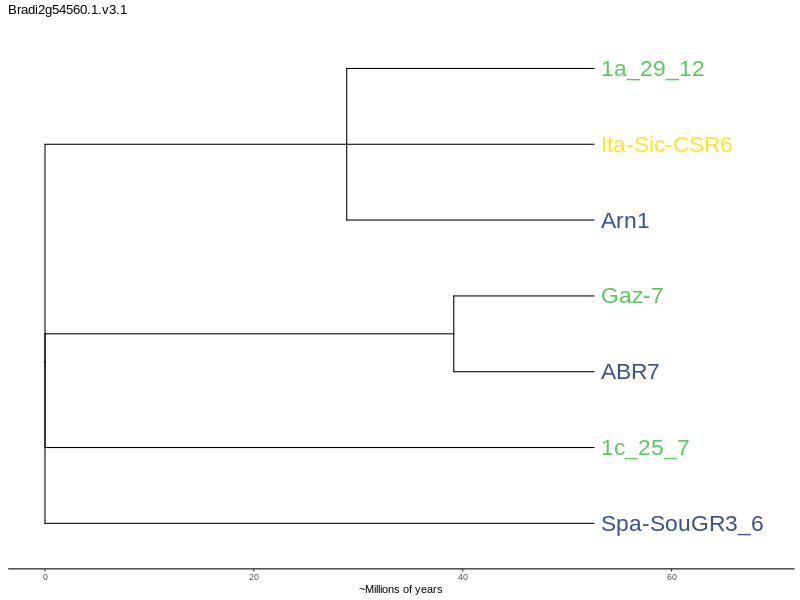 Bradi2g54560.1.v3.1
1a_29_12
Ita-Sic-CSR6
Arn1
Gaz-7
ABR7
1c_25_7
Spa-SouGR3_6
0 20 40 60
~Millions of years